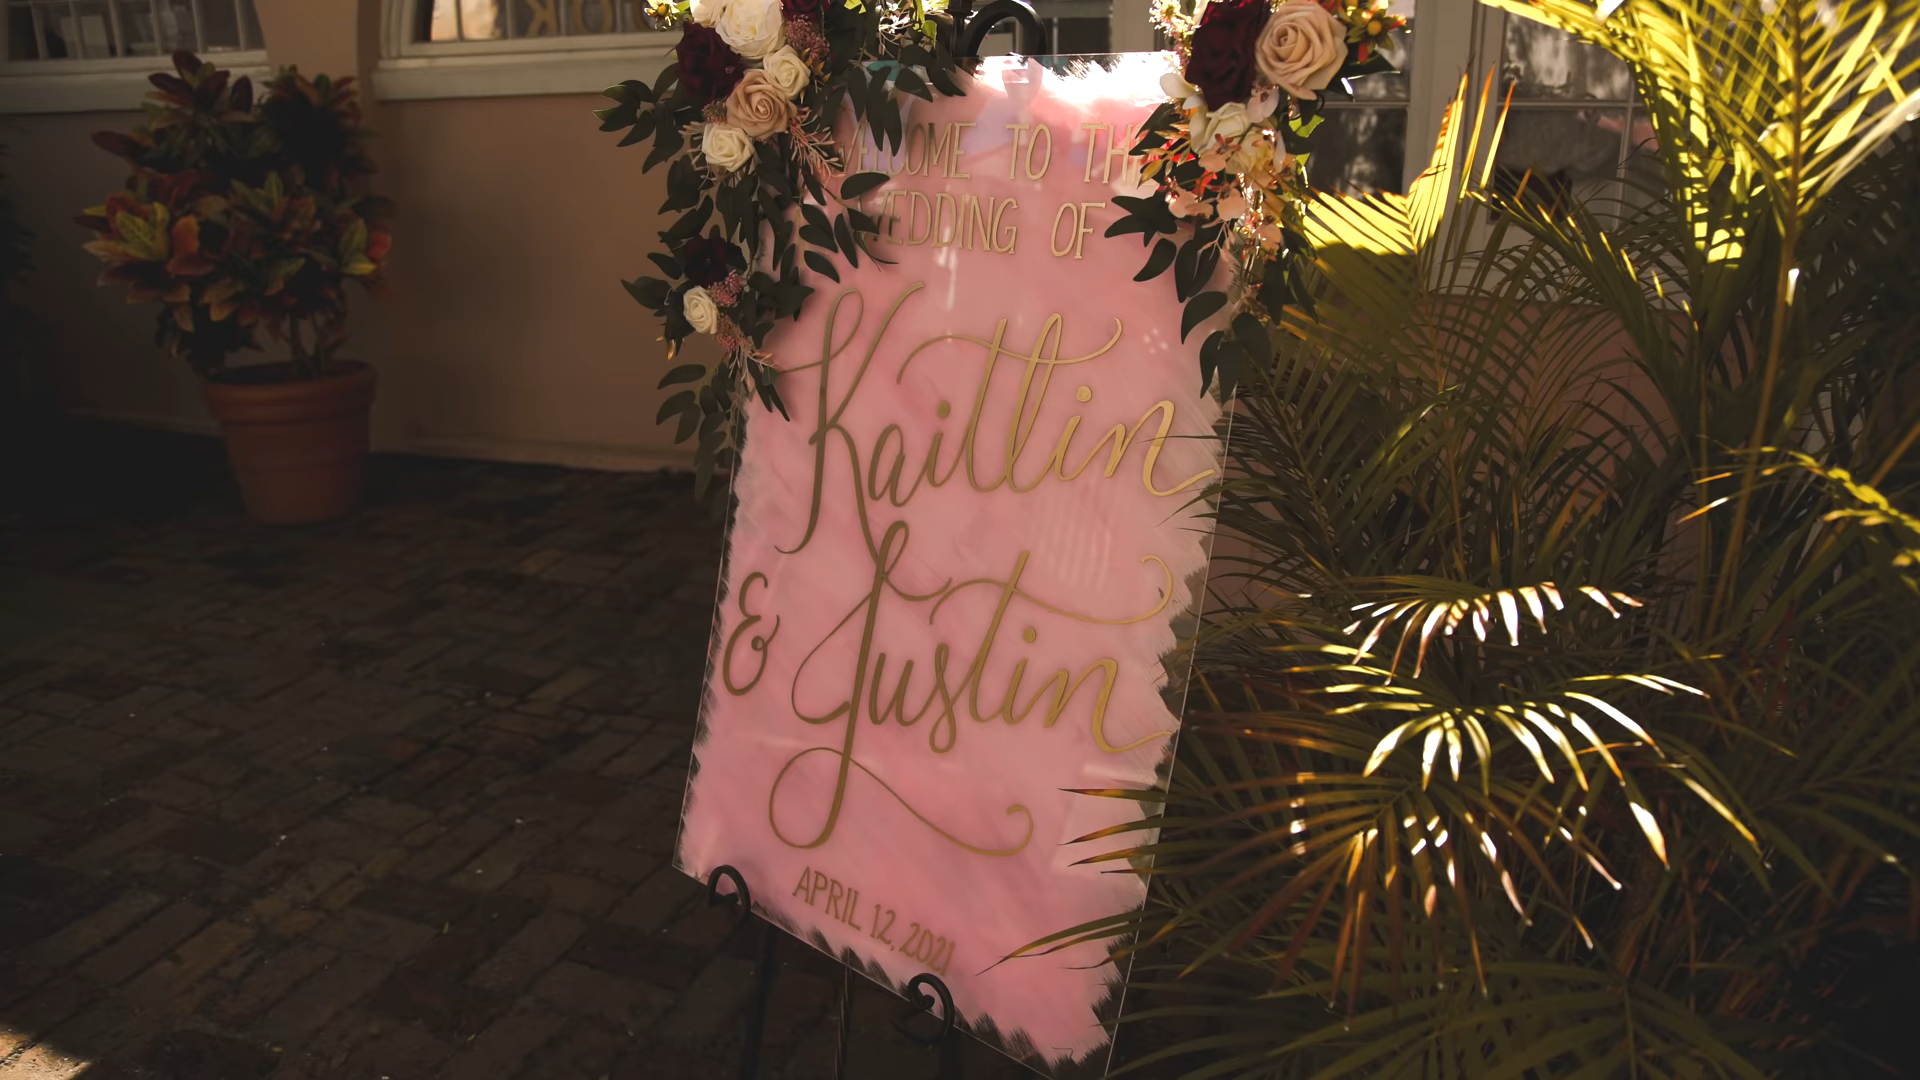 WELCOME TO THE
WEDDING OF
Kaitlin
& Justin
APRIL 12, 2021